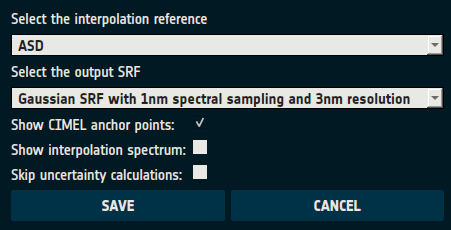 Select the interpolation reference
ASD
Select the output SRF
Gaussian SRF with 1nm spectral sampling and 3nm resolution
Show CIMEL anchor points: ✓
Show interpolation spectrum:
Skip uncertainty calculations:
SAVE CANCEL